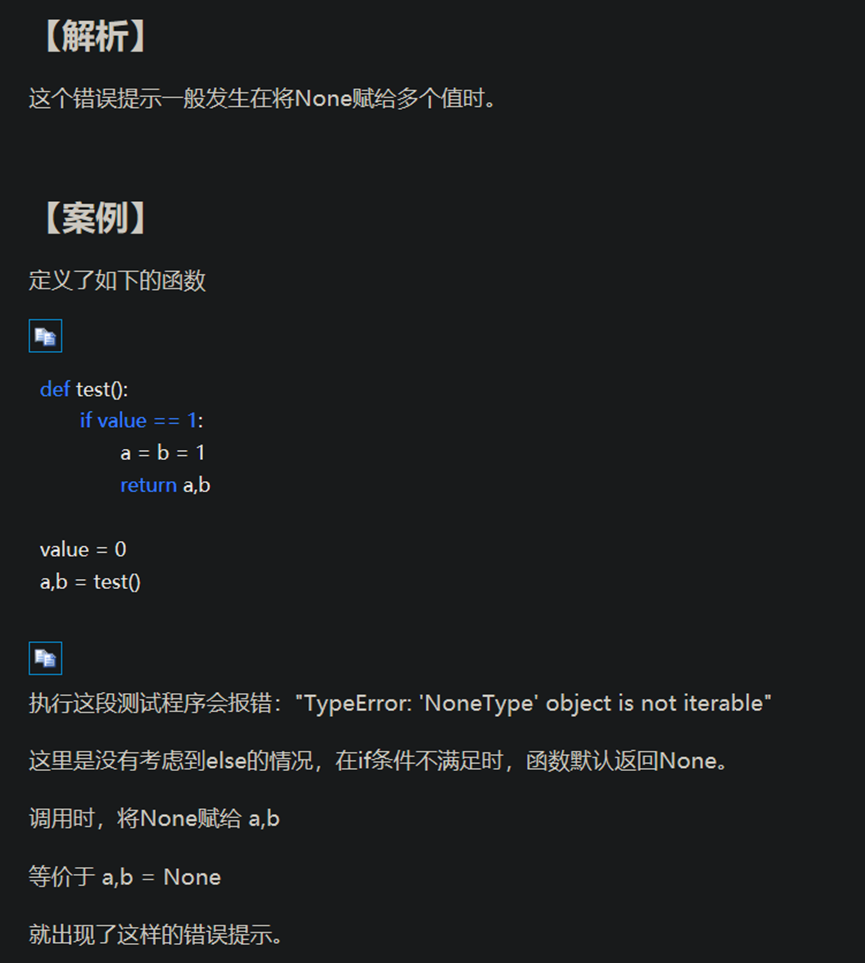 【解析】
这个错误提示一般发生在将None赋给多个值时。
【案例】
定义了如下的函数
def test():
if value == 1:
a = b = 1
return a,b
value = 0
a,b = test()
执行这段测试程序会报错："TypeError: 'NoneType' object is not iterable"
这里是没有考虑到else的情况，在if条件不满足时，函数默认返回None。
调用时，将None赋给 a,b
等价于 a,b = None
就出现了这样的错误提示。